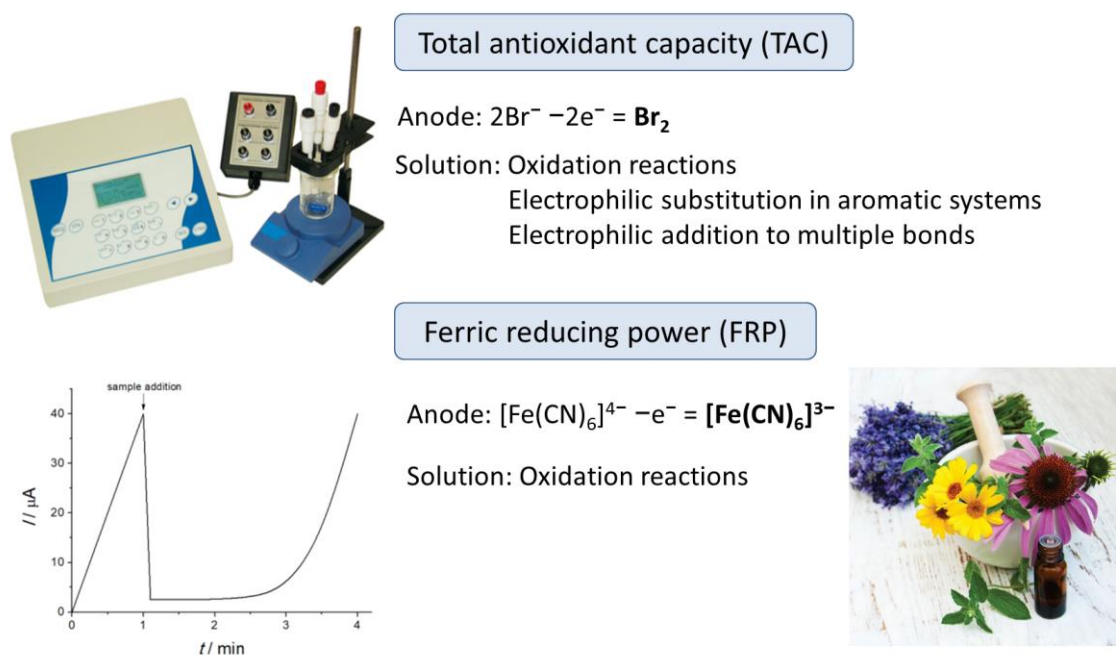 Total antioxidant capacity (TAC)
Anode: 2Br⁻ −2e⁻ = Br₂
Solution: Oxidation reactions
Electrophilic substitution in aromatic systems
Electrophilic addition to multiple bonds
Ferric reducing power (FRP)
Anode: [Fe(CN)₆]⁴⁻ −e⁻ = [Fe(CN)₆]³⁻
Solution: Oxidation reactions
sample addition
40
30
20
10
0
I / μA
0
1
2
3
4
t / min